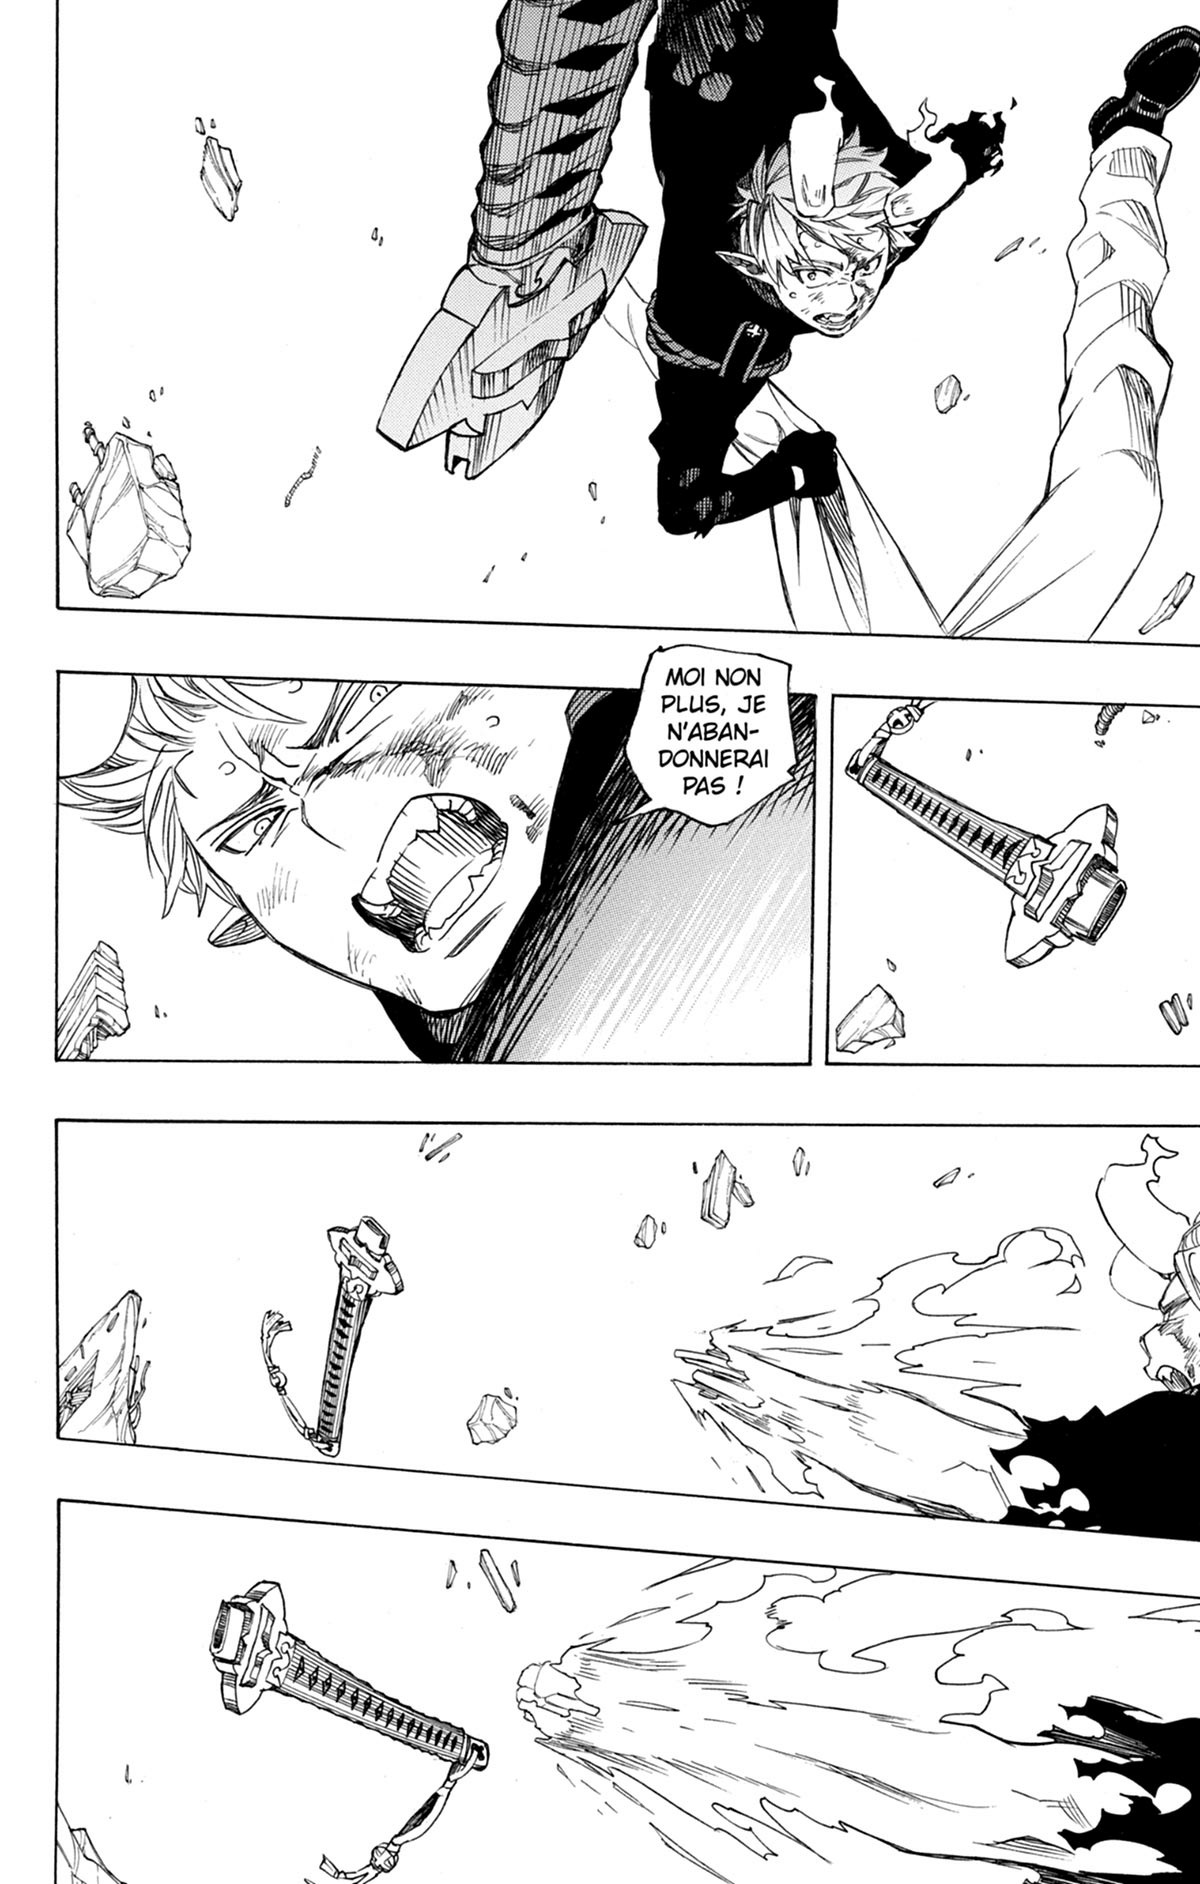 MOI NON
PLUS, JE
N'ABAN-
DONNERAI
PAS !